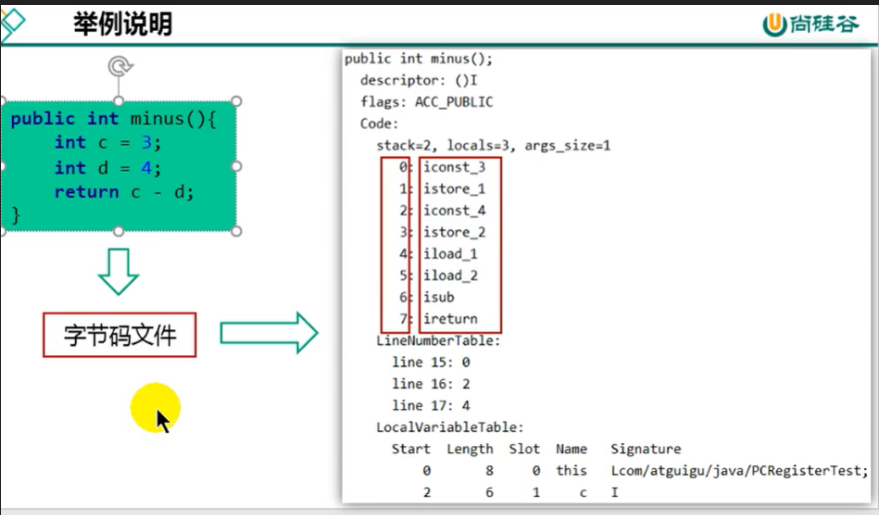 举例说明
尚硅谷
public int minus(){
    int c = 3;
    int d = 4;
    return c - d;
}
字节码文件
public int minus();
  descriptor: ()I
  flags: ACC_PUBLIC
  Code:
    stack=2, locals=3, args_size=1
       0: iconst_3
       1: istore_1
       2: iconst_4
       3: istore_2
       4: iload_1
       5: iload_2
       6: isub
       7: ireturn
    LineNumberTable:
      line 15: 0
      line 16: 2
      line 17: 4
    LocalVariableTable:
      Start  Length  Slot  Name   Signature
          0       8     0  this   Lcom/atguigu/java/PCRegisterTest;
          2       6     1     c   I